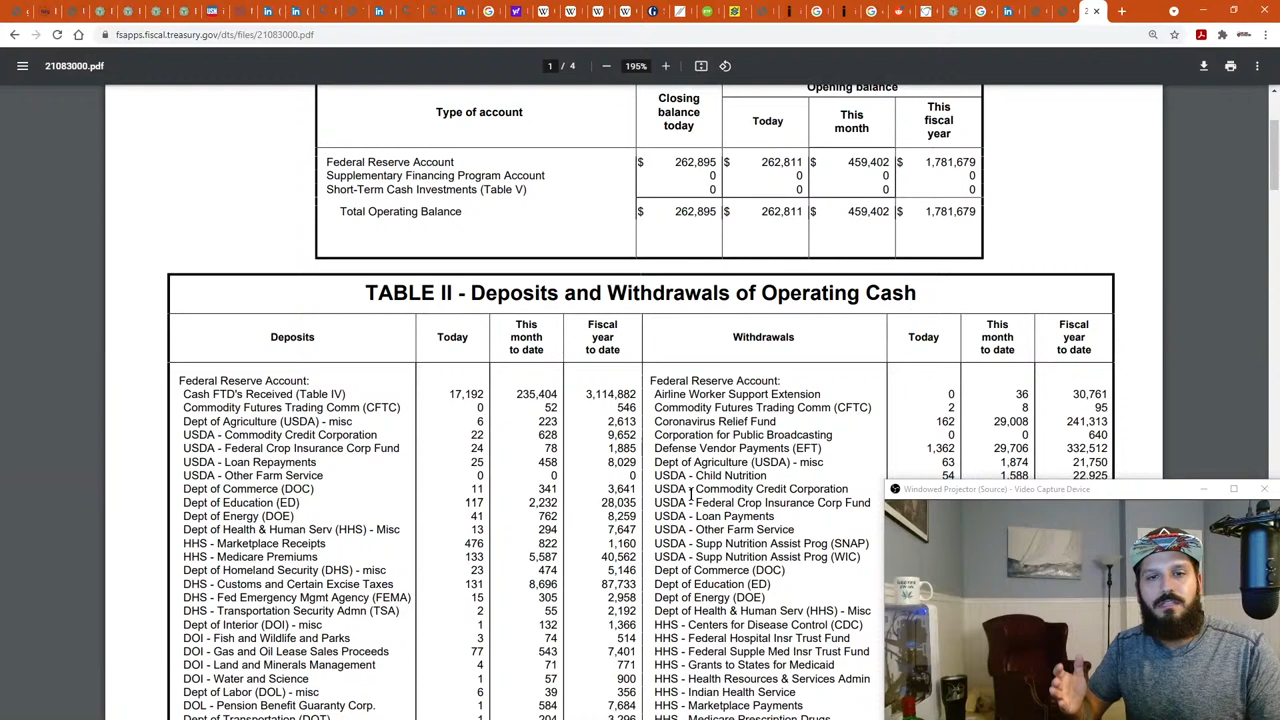 fsapps.fiscal.treasury.gov/dts/files/21083000.pdf
21083000.pdf
1 / 4
195%
Type of account
Closing balance today
Opening balance
Today
This month
This fiscal year
Federal Reserve Account $ 262,895 $ 262,811 $ 459,402 $ 1,781,679
Supplementary Financing Program Account 0 0 0 0
Short-Term Cash Investments (Table V) 0 0 0 0
Total Operating Balance $ 262,895 $ 262,811 $ 459,402 $ 1,781,679
TABLE II - Deposits and Withdrawals of Operating Cash
Deposits Today This month to date Fiscal year to date Withdrawals Today This month to date Fiscal year to date
Federal Reserve Account: Federal Reserve Account:
Cash FTD's Received (Table IV) 17,192 235,404 3,114,882 Airline Worker Support Extension 0 36 30,761
Commodity Futures Trading Comm (CFTC) 0 52 546 Commodity Futures Trading Comm (CFTC) 2 8 95
Dept of Agriculture (USDA) - misc 6 223 2,613 Coronavirus Relief Fund 162 29,008 241,313
USDA - Commodity Credit Corporation 22 628 9,652 Corporation for Public Broadcasting 0 0 640
USDA - Federal Crop Insurance Corp Fund 24 78 1,885 Defense Vendor Payments (EFT) 1,362 29,706 332,512
USDA - Loan Repayments 25 458 8,029 Dept of Agriculture (USDA) - misc 63 1,874 21,750
USDA - Other Farm Service 0 0 0 USDA - Child Nutrition 54 1,588 22,925
Dept of Commerce (DOC) 11 341 3,641 USDA - Commodity Credit Corporation
Dept of Education (ED) 117 2,232 28,035 USDA - Federal Crop Insurance Corp Fund
Dept of Energy (DOE) 41 762 8,259 USDA - Loan Payments
Dept of Health & Human Serv (HHS) - Misc 13 294 7,647 USDA - Other Farm Service
HHS - Marketplace Receipts 476 822 1,160 USDA - Supp Nutrition Assist Prog (SNAP)
HHS - Medicare Premiums 133 5,587 40,562 USDA - Supp Nutrition Assist Prog (WIC)
Dept of Homeland Security (DHS) - misc 23 474 5,146 Dept of Commerce (DOC)
DHS - Customs and Certain Excise Taxes 131 8,696 87,733 Dept of Education (ED)
DHS - Fed Emergency Mgmt Agency (FEMA) 15 305 2,958 Dept of Energy (DOE)
DHS - Transportation Security Admn (TSA) 2 55 2,192 Dept of Health & Human Serv (HHS) - Misc
Dept of Interior (DOI) - misc 1 132 1,366 HHS - Centers for Disease Control (CDC)
DOI - Fish and Wildlife and Parks 3 74 514 HHS - Federal Hospital Insr Trust Fund
DOI - Gas and Oil Lease Sales Proceeds 77 543 7,401 HHS - Federal Supple Med Insr Trust Fund
DOI - Land and Minerals Management 4 71 771 HHS - Grants to States for Medicaid
DOI - Water and Science 1 57 900 HHS - Health Resources & Services Admin
Dept of Labor (DOL) - misc 6 39 356 HHS - Indian Health Service
DOL - Pension Benefit Guaranty Corp. 1 584 7,684 HHS - Marketplace Payments
Dept of Transportation (DOT) 1 204 3,296 HHS - Medicare Prescription Drugs
Windowed Projector (Source) - Video Capture Device